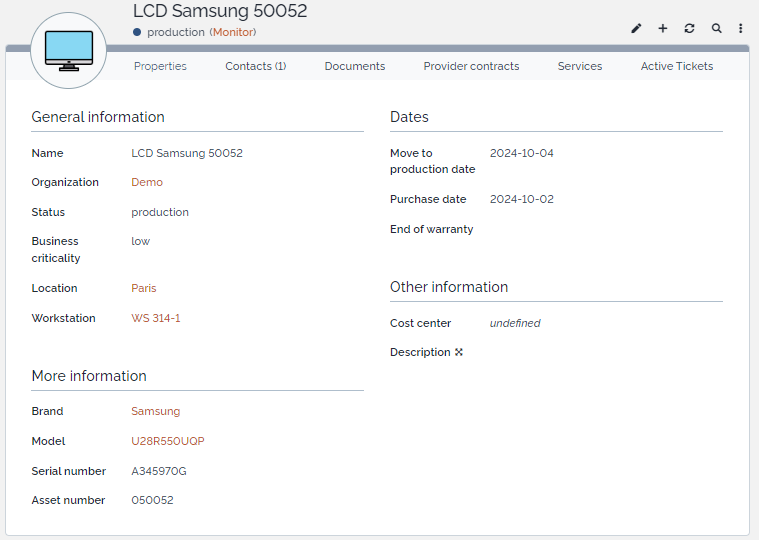 LCD Samsung 50052
production (Monitor)
Properties Contacts (1) Documents Provider contracts Services Active Tickets
General information
Name LCD Samsung 50052
Organization Demo
Status production
Business
criticality low
Location Paris
Workstation WS 314-1
More information
Brand Samsung
Model U28R550UQP
Serial number A345970G
Asset number 050052
Dates
Move to
production date 2024-10-04
Purchase date 2024-10-02
End of warranty
Other information
Cost center undefined
Description